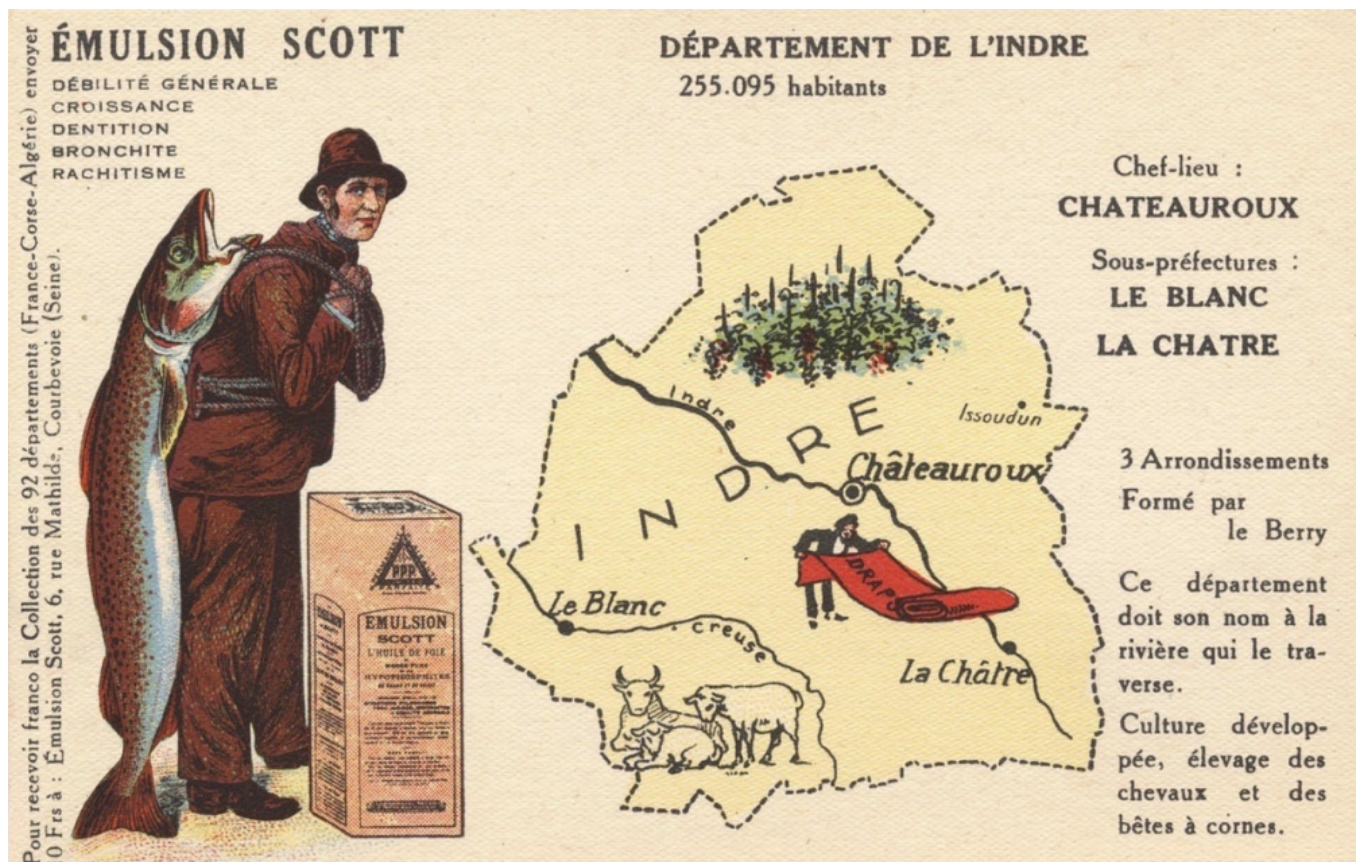 Pour recevoir franco la Collection des 92 départements (France-Corse-Algérie) envoyer
10 Frs à : Émulsion Scott, 6, rue Mathilde, Courbevoie (Seine).
ÉMULSION SCOTT
DÉBILITÉ GÉNÉRALE
CROISSANCE
DENTITION
BRONCHITE
RACHITISME
PPP
EMULSION
SCOTT
L'HUILE DE FOIE
HYPOPHOSPHITES
DÉPARTEMENT DE L'INDRE
255.095 habitants
Indre
INDRE
Issoudun
Châteauroux
DRAPS
Le Blanc
Creuse
La Châtre
Chef-lieu :
CHATEAUROUX
Sous-préfectures :
LE BLANC
LA CHATRE
3 Arrondissements
Formé par
le Berry
Ce département
doit son nom à la
rivière qui le tra-
verse.
Culture dévelop-
pée, élevage des
chevaux et des
bêtes à cornes.